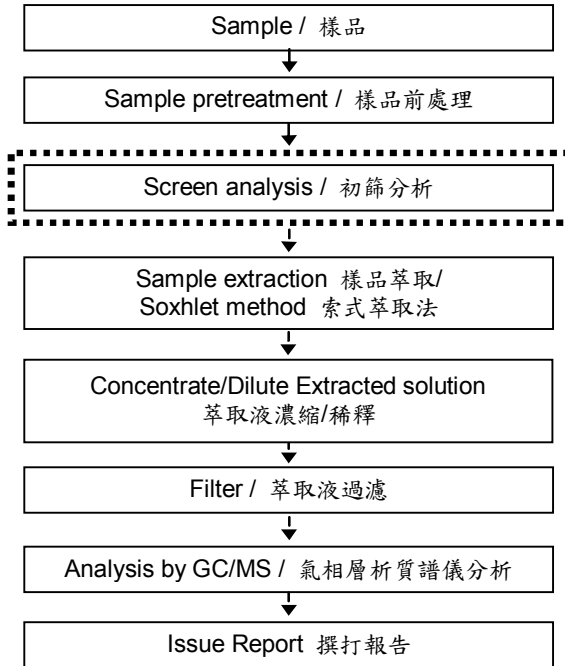 Sample / 樣品
Sample pretreatment / 樣品前處理
Screen analysis / 初篩分析
Sample extraction 樣品萃取/
Soxhlet method 索式萃取法
Concentrate/Dilute Extracted solution
萃取液濃縮/稀釋
Filter / 萃取液過濾
Analysis by GC/MS / 氣相層析質譜儀分析
Issue Report 撰打報告